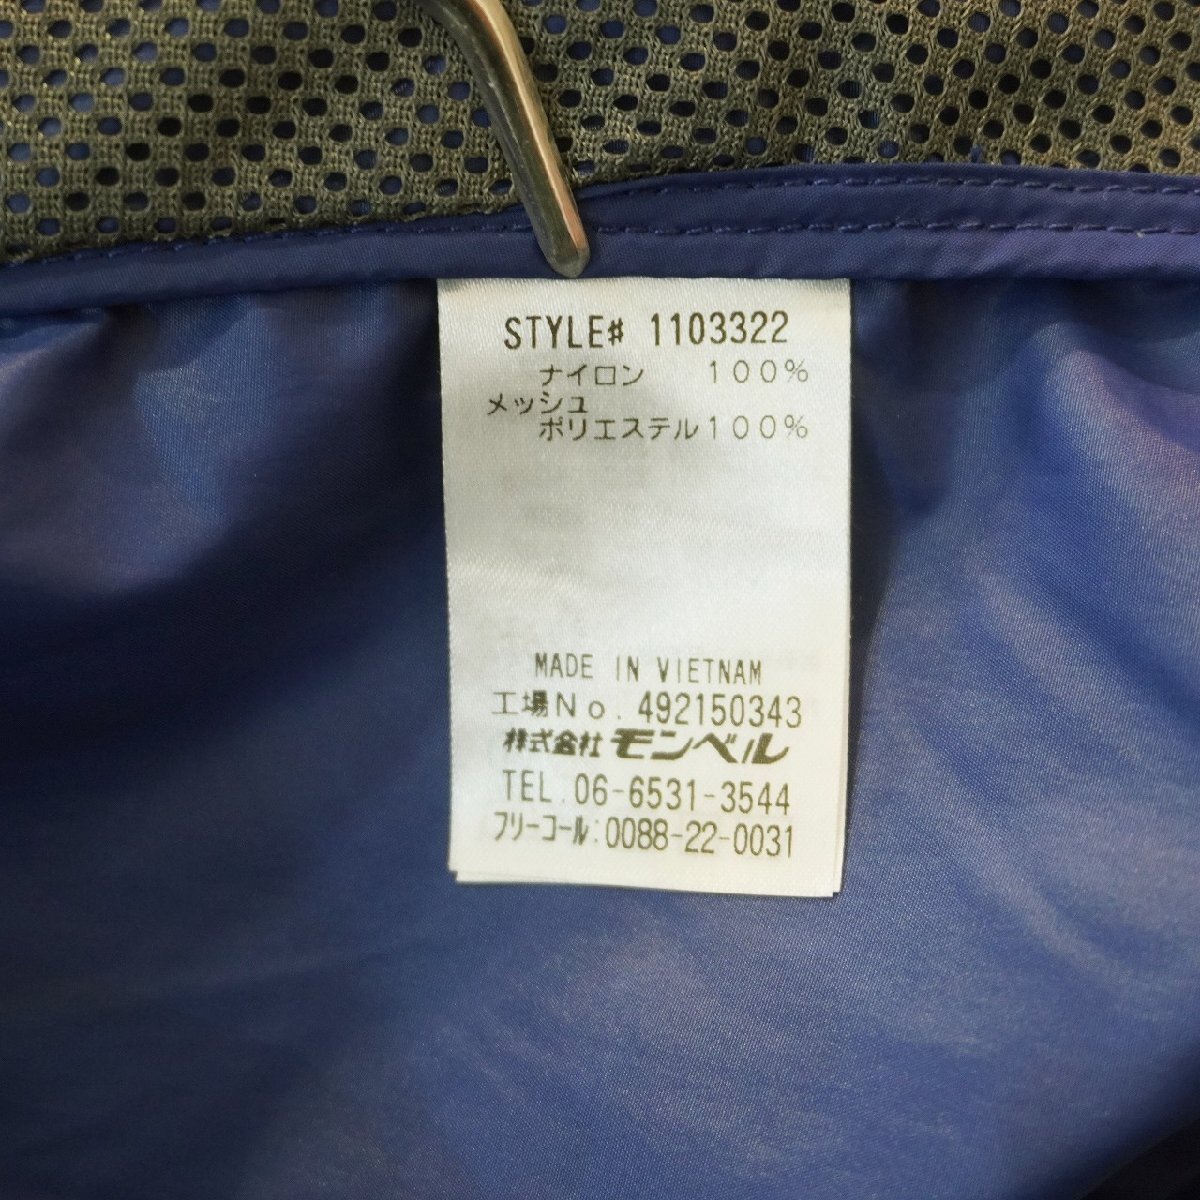 STYLE# 1103322
ナイロン 100%
メッシュ
ポリエステル100%
MADE IN VIETNAM
工場No. 492150343
株式会社 モンベル
TEL.06-6531-3544
フリーコール:0088-22-0031